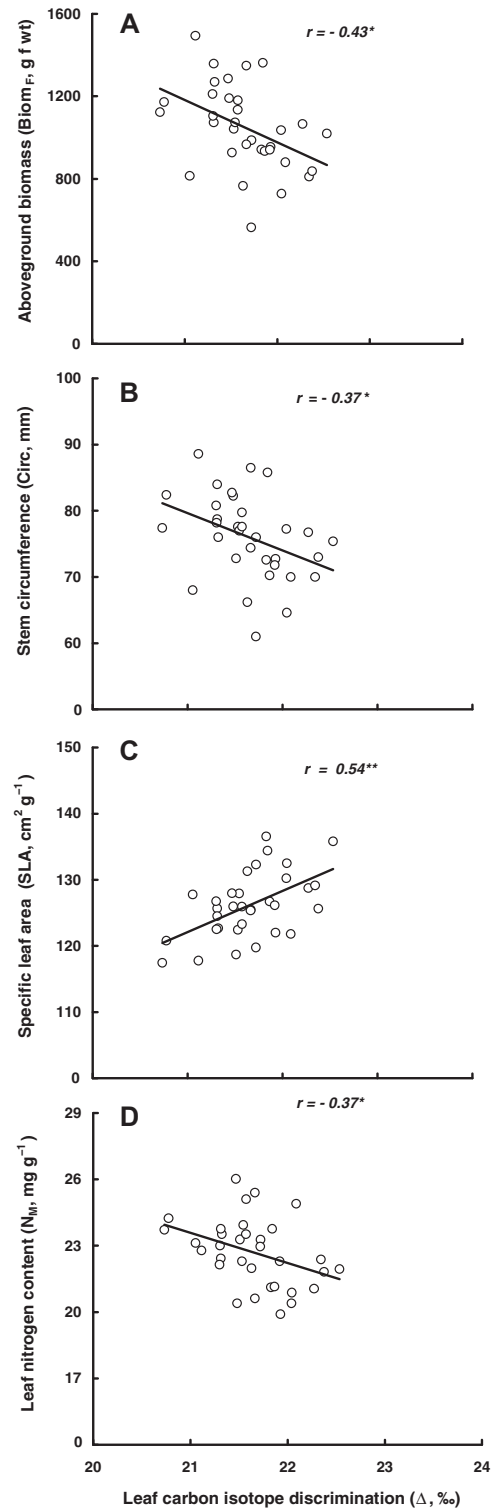 A
r = - 0.43*
1600
1200
800
400
0
Aboveground biomass (Biom_F, g f wt)
B
r = - 0.37*
100
90
80
70
60
0
Stem circumference (Circ, mm)
C
r = 0.54**
150
140
130
120
110
0
Specific leaf area (SLA, cm² g⁻¹)
D
r = - 0.37*
29
26
23
20
17
0
Leaf nitrogen content (N_M, mg g⁻¹)
20 21 22 23 24
Leaf carbon isotope discrimination (Δ, ‰)